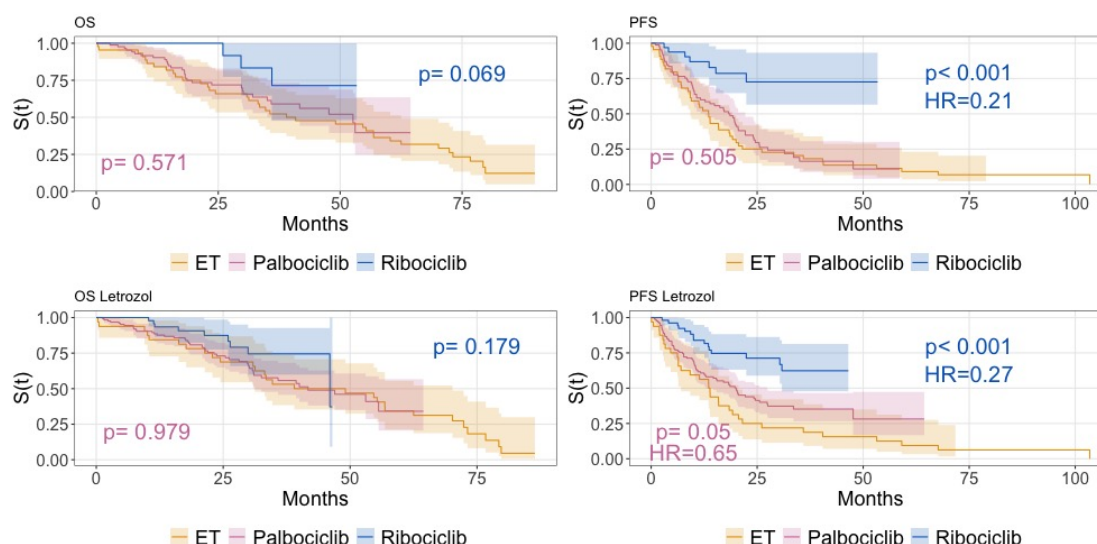 OS
1.00
0.75
0.50
0.25
0.00
S(t)
p= 0.069
p= 0.571
0 25 50 75
Months
ET Palbociclib Ribociclib
PFS
1.00
0.75
0.50
0.25
0.00
S(t)
p< 0.001
HR=0.21
p= 0.505
0 25 50 75 100
Months
ET Palbociclib Ribociclib
OS Letrozol
1.00
0.75
0.50
0.25
0.00
S(t)
p= 0.179
p= 0.979
0 25 50 75
Months
ET Palbociclib Ribociclib
PFS Letrozol
1.00
0.75
0.50
0.25
0.00
S(t)
p< 0.001
HR=0.27
p= 0.05
HR=0.65
0 25 50 75 100
Months
ET Palbociclib Ribociclib